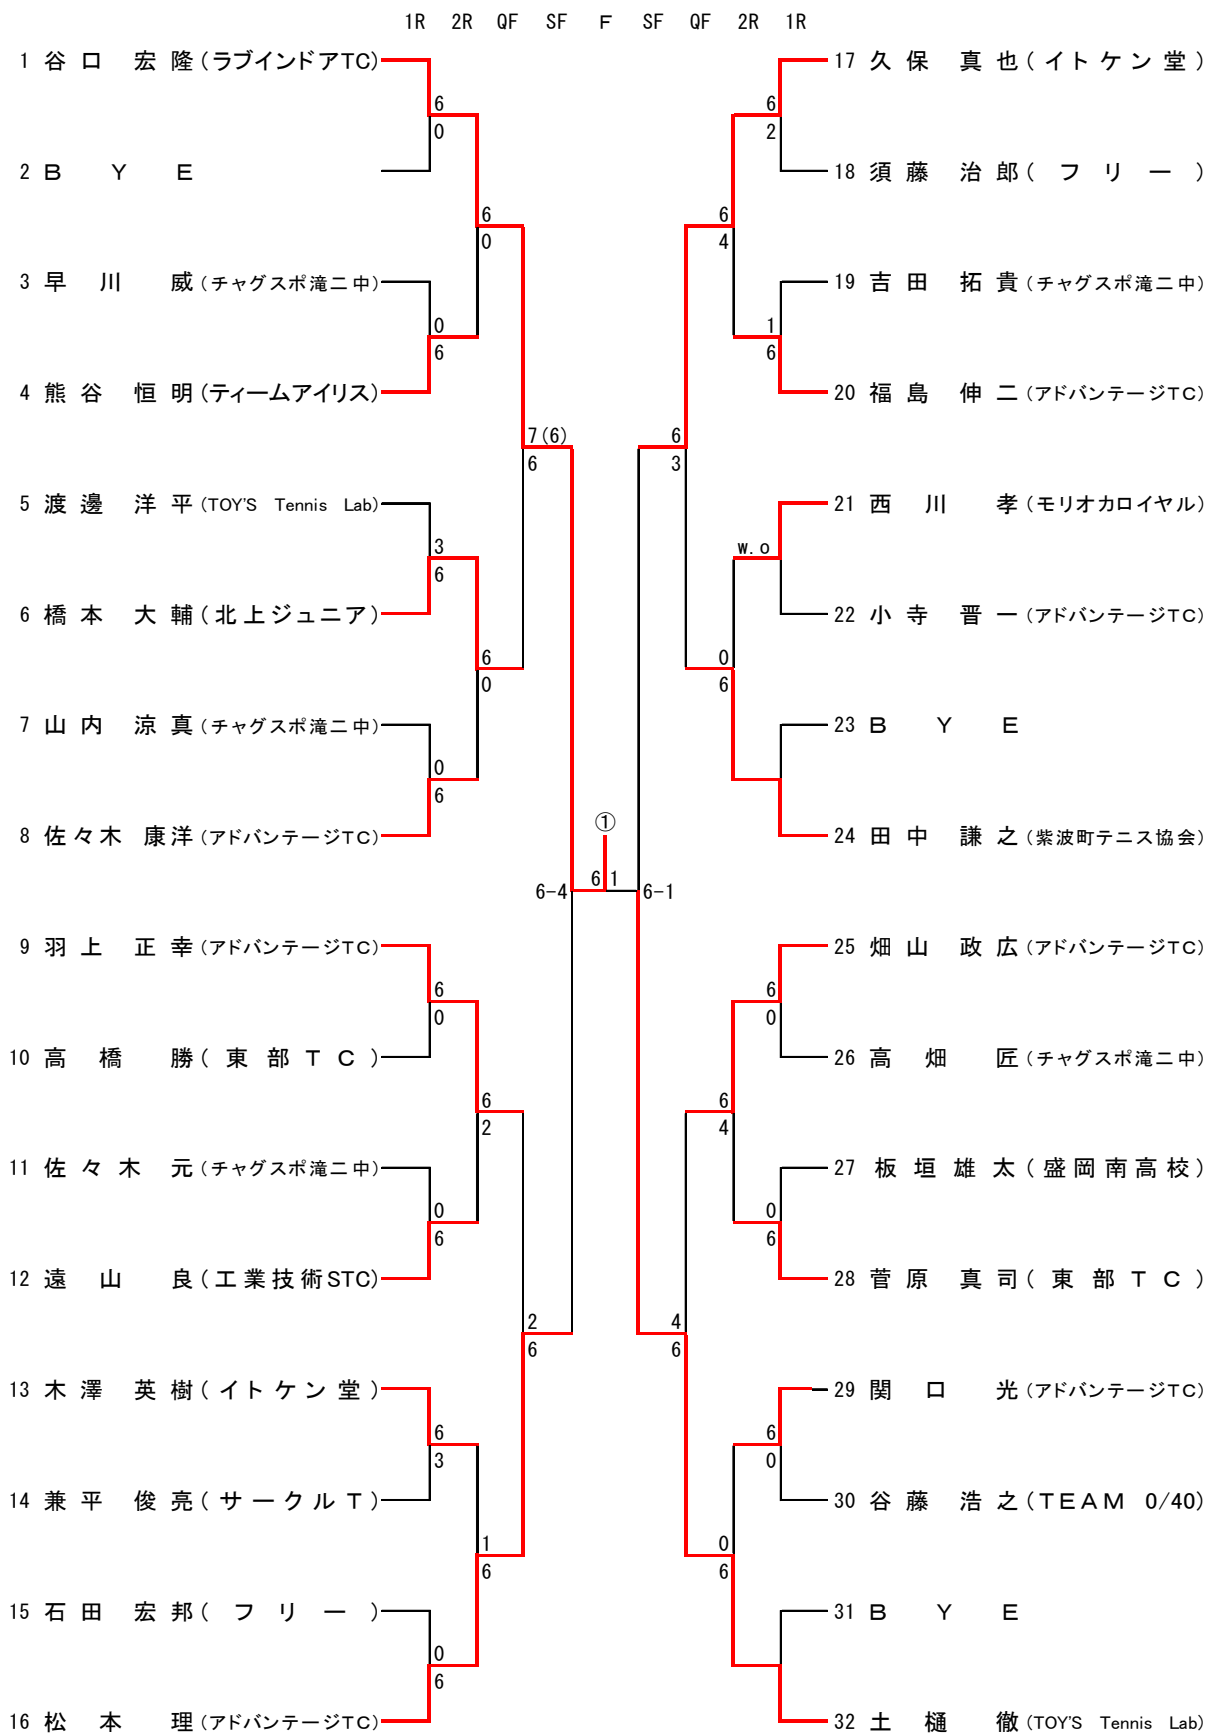 1R 2R QF SF F SF QF 2R 1R
1 谷口 宏隆(ラブインドアTC)
6
0
2 BYE
6
0
3 早川 威(チャグスポ滝二中)
0
6
4 熊谷 恒明(ティームアイリス)
7(6)
6
5 渡邊 洋平(TOY'S Tennis Lab)
3
6
6 橋本 大輔(北上ジュニア)
6
0
7 山内 涼真(チャグスポ滝二中)
0
6
8 佐々木 康洋(アドバンテージTC)
6-4
9 羽上 正幸(アドバンテージTC)
6
0
10 高橋 勝(東部TC)
6
2
11 佐々木 元(チャグスポ滝二中)
0
6
12 遠山 良(工業技術STC)
2
6
13 木澤 英樹(イトケン堂)
6
3
14 兼平 俊亮(サークルT)
1
6
15 石田 宏邦(フリー)
0
6
16 松本 理(アドバンテージTC)
①
6 1
17 久保 真也(イトケン堂)
6
2
18 須藤 治郎(フリー)
6
4
19 吉田 拓貴(チャグスポ滝二中)
1
6
20 福島 伸二(アドバンテージTC)
6
3
21 西川 孝(モリオカロイヤル)
w.o
22 小寺 晋一(アドバンテージTC)
0
6
23 BYE
24 田中 謙之(紫波町テニス協会)
6-1
25 畑山 政広(アドバンテージTC)
6
0
26 高畑 匠(チャグスポ滝二中)
6
4
27 板垣雄太(盛岡南高校)
0
6
28 菅原 真司(東部TC)
4
6
29 関口 光(アドバンテージTC)
6
0
30 谷藤 浩之(TEAM 0/40)
0
6
31 BYE
32 土樋 徹(TOY'S Tennis Lab)